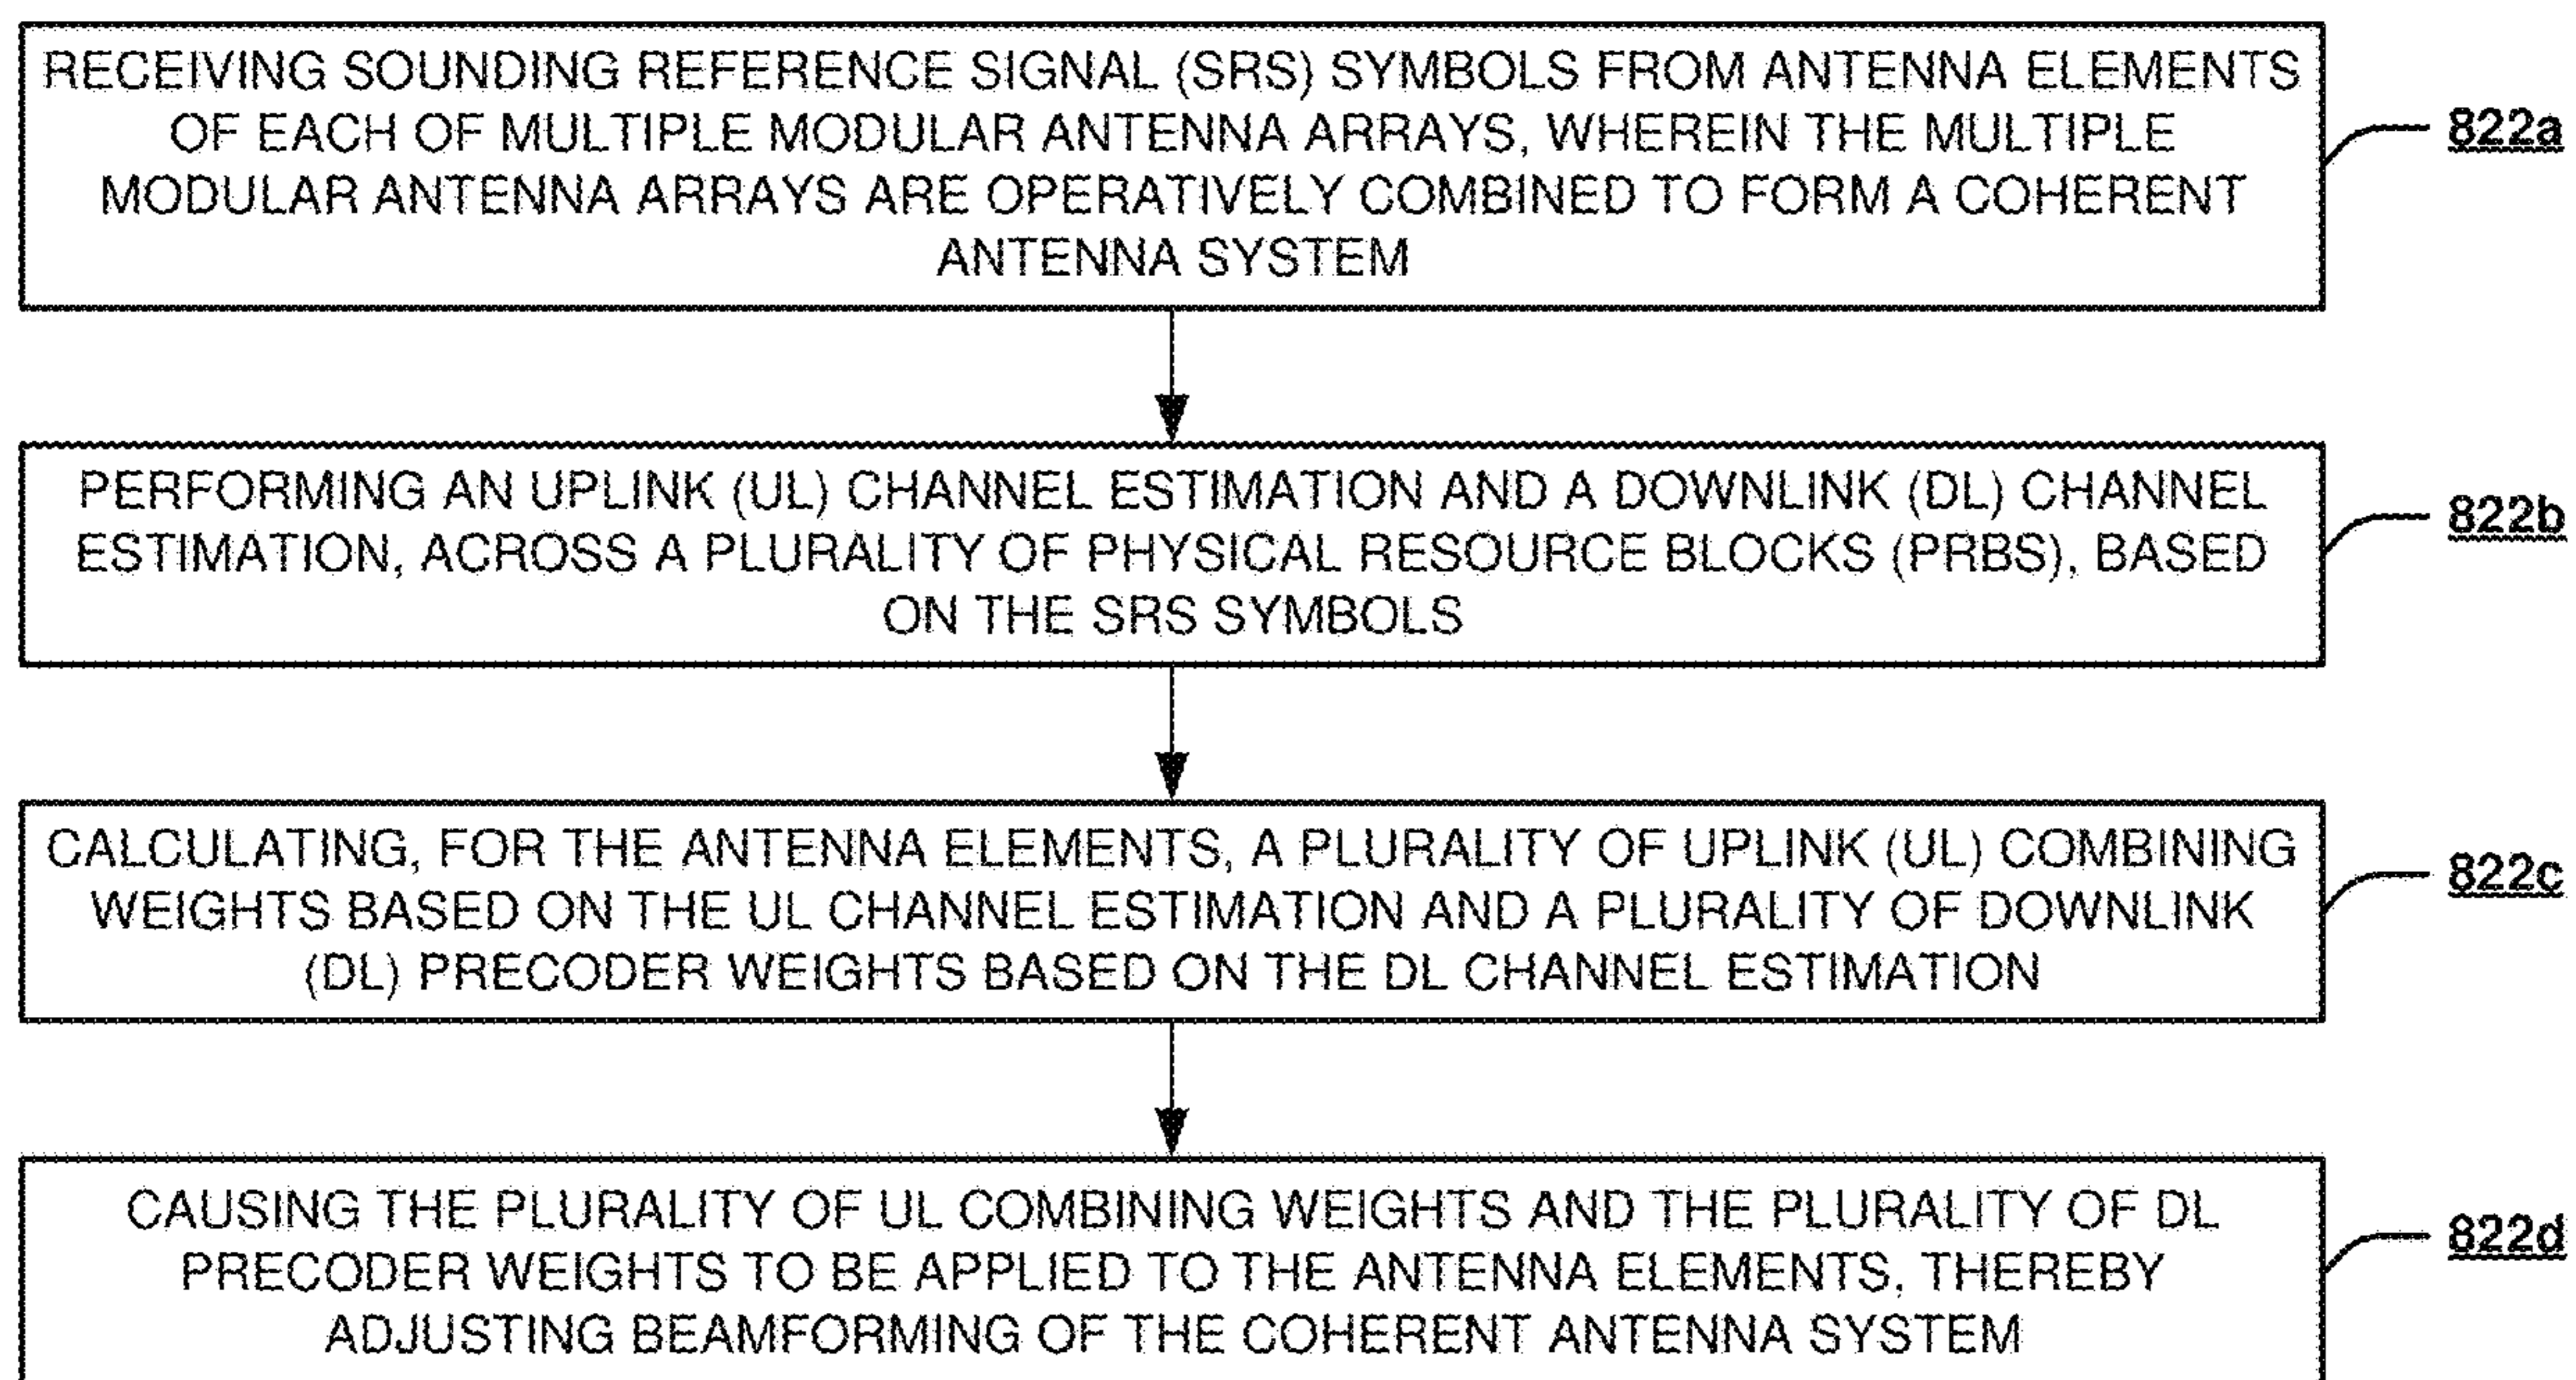 RECEIVING SOUNDING REFERENCE SIGNAL (SRS) SYMBOLS FROM ANTENNA ELEMENTS
OF EACH OF MULTIPLE MODULAR ANTENNA ARRAYS, WHEREIN THE MULTIPLE
MODULAR ANTENNA ARRAYS ARE OPERATIVELY COMBINED TO FORM A COHERENT
ANTENNA SYSTEM
822a
PERFORMING AN UPLINK (UL) CHANNEL ESTIMATION AND A DOWNLINK (DL) CHANNEL
ESTIMATION, ACROSS A PLURALITY OF PHYSICAL RESOURCE BLOCKS (PRBS), BASED
ON THE SRS SYMBOLS
822b
CALCULATING, FOR THE ANTENNA ELEMENTS, A PLURALITY OF UPLINK (UL) COMBINING
WEIGHTS BASED ON THE UL CHANNEL ESTIMATION AND A PLURALITY OF DOWNLINK
(DL) PRECODER WEIGHTS BASED ON THE DL CHANNEL ESTIMATION
822c
CAUSING THE PLURALITY OF UL COMBINING WEIGHTS AND THE PLURALITY OF DL
PRECODER WEIGHTS TO BE APPLIED TO THE ANTENNA ELEMENTS, THEREBY
ADJUSTING BEAMFORMING OF THE COHERENT ANTENNA SYSTEM
822d